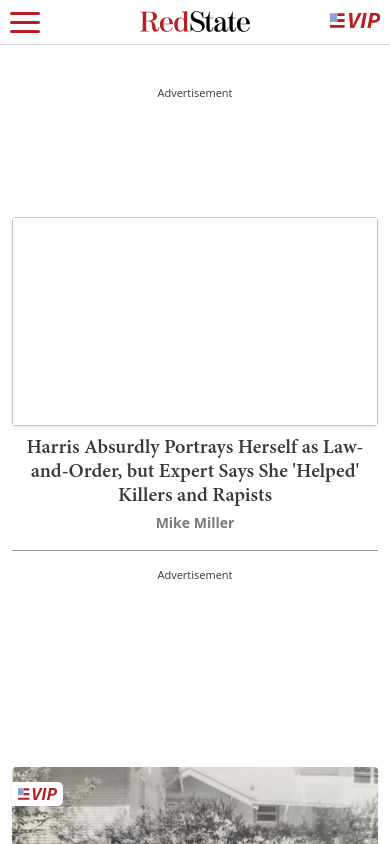 RedState
VIP
Advertisement
Harris Absurdly Portrays Herself as Law-
and-Order, but Expert Says She 'Helped'
Killers and Rapists
Mike Miller
Advertisement
VIP